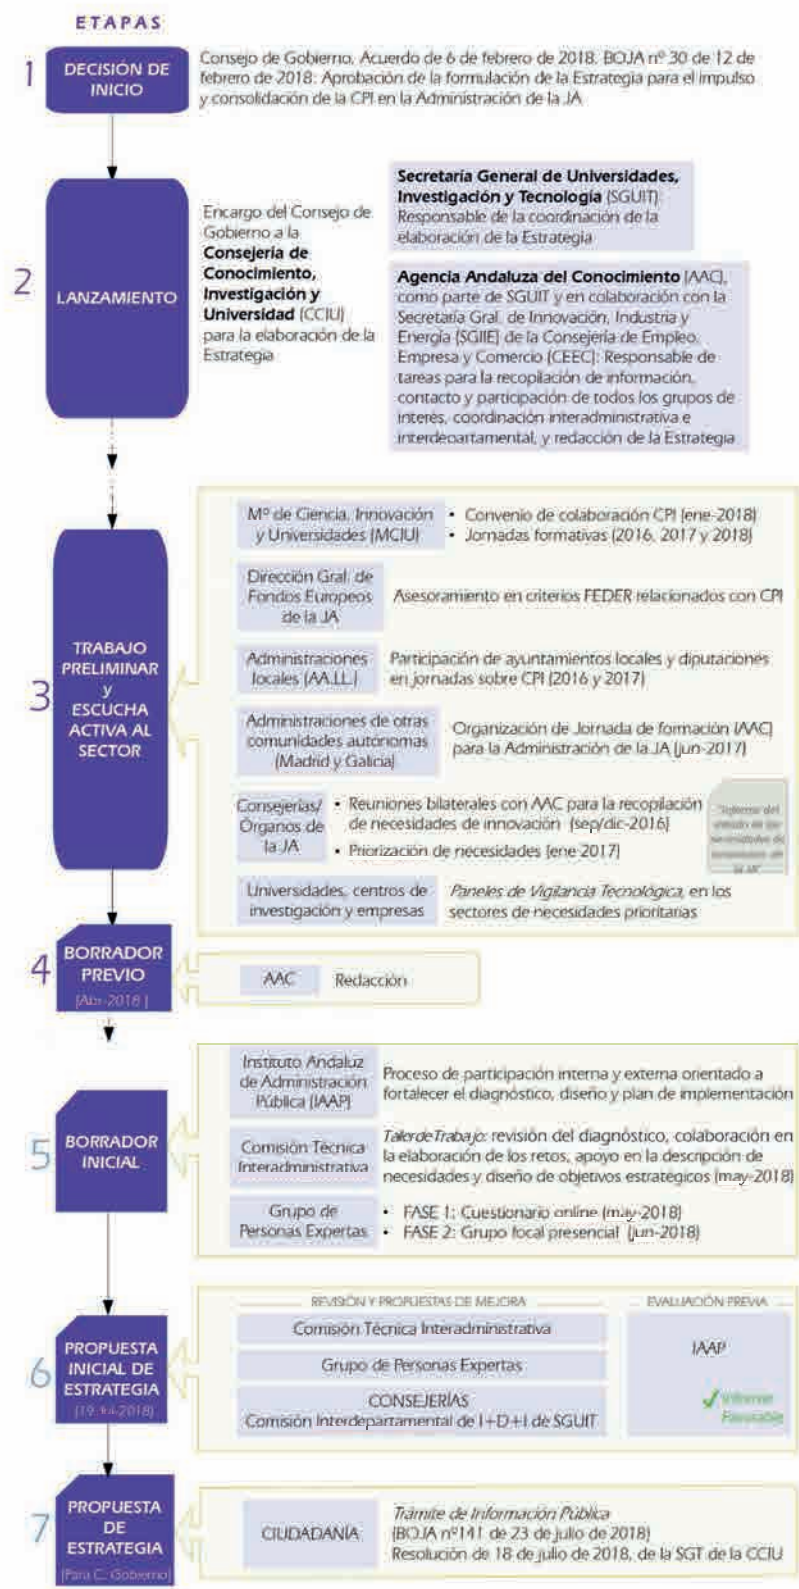 ETAPAS
1
DECISIÓN DE
INICIO
Consejo de Gobierno, Acuerdo de 6 de febrero de 2018. BOJA nº 30 de 12 de
febrero de 2018: Aprobación de la formulación de la Estrategia para el impulso
y consolidación de la CPI en la Administración de la JA
2
LANZAMIENTO
Encargo del Consejo de
Gobierno a la
Consejería de
Conocimiento,
Investigación y
Universidad (CCIU)
para la elaboración de la
Estrategia
Secretaría General de Universidades,
Investigación y Tecnología (SGUIT):
Responsable de la coordinación de la
elaboración de la Estrategia
Agencia Andaluza del Conocimiento (AAC),
como parte de SGUIT y en colaboración con la
Secretaría Gral. de Innovación, Industria y
Energía (SGIIE) de la Consejería de Empleo,
Empresa y Comercio (CEEC): Responsable de
tareas para la recopilación de información,
contacto y participación de todos los grupos de
interés, coordinación interadministrativa e
interdepartamental, y redacción de la Estrategia
3
TRABAJO
PRELIMINAR
y
ESCUCHA
ACTIVA AL
SECTOR
Mº de Ciencia, Innovación
y Universidades (MCIU)
• Convenio de colaboración CPI (ene-2018)
• Jornadas formativas (2016, 2017 y 2018)
Dirección Gral. de
Fondos Europeos
de la JA
Asesoramiento en criterios FEDER relacionados con CPI
Administraciones
locales (AA.LL.)
Participación de ayuntamientos locales y diputaciones
en jornadas sobre CPI (2016 y 2017)
Administraciones de otras
comunidades autónomas
(Madrid y Galicia)
Organización de Jornada de formación (AAC)
para la Administración de la JA (jun-2017)
Consejerías/
Órganos de
la JA
• Reuniones bilaterales con AAC para la recopilación
de necesidades de innovación (sep/dic-2016)
• Priorización de necesidades (ene-2017)
Universidades, centros de
investigación y empresas
Paneles de Vigilancia Tecnológica, en los
sectores de necesidades prioritarias
4
BORRADOR
PREVIO
(Abr-2018 )
AAC
Redacción
5
BORRADOR
INICIAL
Instituto Andaluz
de Administración
Pública (IAAP)
Proceso de participación interna y externa orientado a
fortalecer el diagnóstico, diseño y plan de implementación
Comisión Técnica
Interadministrativa
Taller de Trabajo: revisión del diagnóstico, colaboración en
la elaboración de los retos, apoyo en la descripción de
necesidades y diseño de objetivos estratégicos (may-2018)
Grupo de
Personas Expertas
• FASE 1: Cuestionario online (may-2018)
• FASE 2: Grupo focal presencial (jun-2018)
6
PROPUESTA
INICIAL DE
ESTRATEGIA
(19-Jul-2018)
REVISIÓN Y PROPUESTAS DE MEJORA
Comisión Técnica Interadministrativa
Grupo de Personas Expertas
CONSEJERÍAS
Comisión Interdepartamental de I+D+I de SGUIT
EVALUACIÓN PREVIA
IAAP
Informe
Favorable
7
PROPUESTA
DE
ESTRATEGIA
(Para C. Gobierno)
CIUDADANÍA
Trámite de Información Pública
(BOJA nº141 de 23 de julio de 2018)
Resolución de 18 de julio de 2018, de la SGT de la CCIU